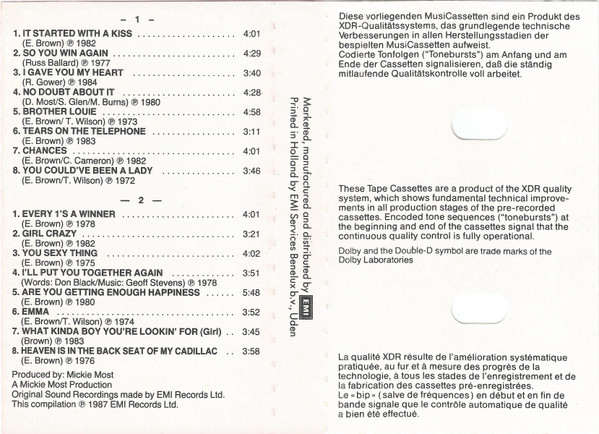 — 1 —
1. IT STARTED WITH A KISS . . . . . . . . . . . . . . . . . 4:01
(E. Brown) ℗ 1982
2. SO YOU WIN AGAIN . . . . . . . . . . . . . . . . . . . . . 4:29
(Russ Ballard) ℗ 1977
3. I GAVE YOU MY HEART . . . . . . . . . . . . . . . . . . 3:40
(R. Gower) ℗ 1984
4. NO DOUBT ABOUT IT . . . . . . . . . . . . . . . . . . . . 4:28
(D. Most/S. Glen/M. Burns) ℗ 1980
5. BROTHER LOUIE . . . . . . . . . . . . . . . . . . . . . . . 4:58
(E. Brown/T. Wilson) ℗ 1973
6. TEARS ON THE TELEPHONE . . . . . . . . . . . . . . 3:11
(E. Brown) ℗ 1983
7. CHANCES . . . . . . . . . . . . . . . . . . . . . . . . . . . . 4:01
(E. Brown/C. Cameron) ℗ 1982
8. YOU COULD'VE BEEN A LADY . . . . . . . . . . . . . 3:46
(E. Brown/T. Wilson) ℗ 1972
— 2 —
1. EVERY 1'S A WINNER . . . . . . . . . . . . . . . . . . . 4:01
(E. Brown) ℗ 1978
2. GIRL CRAZY . . . . . . . . . . . . . . . . . . . . . . . . . . 3:21
(E. Brown) ℗ 1982
3. YOU SEXY THING . . . . . . . . . . . . . . . . . . . . . . 4:02
(E. Brown) ℗ 1975
4. I'LL PUT YOU TOGETHER AGAIN . . . . . . . . . . . 3:51
(Words: Don Black/Music: Geoff Stevens) ℗ 1978
5. ARE YOU GETTING ENOUGH HAPPINESS . . . . . 5:48
(E. Brown) ℗ 1980
6. EMMA . . . . . . . . . . . . . . . . . . . . . . . . . . . . . . . 3:52
(E. Brown/T. Wilson) ℗ 1974
7. WHAT KINDA BOY YOU'RE LOOKIN' FOR (Girl) . . 3:45
(Brown) ℗ 1983
8. HEAVEN IS IN THE BACK SEAT OF MY CADILLAC . . 3:58
(E. Brown) ℗ 1976
Produced by: Mickie Most
A Mickie Most Production
Original Sound Recordings made by EMI Records Ltd.
This compilation ℗ 1987 EMI Records Ltd.
Marketed, manufactured and distributed by EMI
Printed in Holland by EMI Services Benelux b.v., Uden
Diese vorliegenden MusiCassetten sind ein Produkt des
XDR-Qualitätssystems, das grundlegende technische
Verbesserungen in allen Herstellungsstadien der
bespielten MusiCassetten aufweist.
Codierte Tonfolgen ("Tonebursts") am Anfang und am
Ende der Cassetten signalisieren, daß die ständig
mitlaufende Qualitätskontrolle voll arbeitet.
These Tape Cassettes are a product of the XDR quality
system, which shows fundamental technical improve-
ments in all production stages of the pre-recorded
cassettes. Encoded tone sequences ("tonebursts") at
the beginning and end of the cassettes signal that the
continuous quality control is fully operational.
Dolby and the Double-D symbol are trade marks of the
Dolby Laboratories
La qualité XDR résulte de l'amélioration systématique
pratiquée, au fur et à mesure des progrès de la
technologie, à tous les stades de l'enregistrement et de
la fabrication des cassettes pré-enregistrées.
Le «bip» (salve de fréquences) en début et en fin de
bande signale que le contrôle automatique de qualité
a bien été effectué.